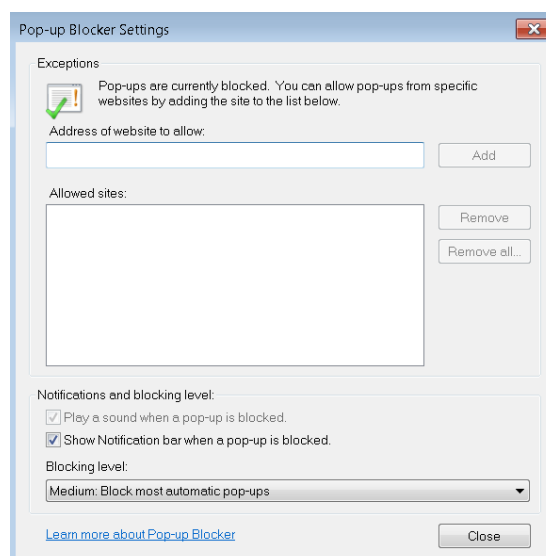 Pop-up Blocker Settings
Exceptions
Pop-ups are currently blocked. You can allow pop-ups from specific
websites by adding the site to the list below.
Address of website to allow:
Add
Allowed sites:
Remove
Remove all...
Notifications and blocking level:
Play a sound when a pop-up is blocked.
Show Notification bar when a pop-up is blocked.
Blocking level:
Medium: Block most automatic pop-ups
Learn more about Pop-up Blocker
Close